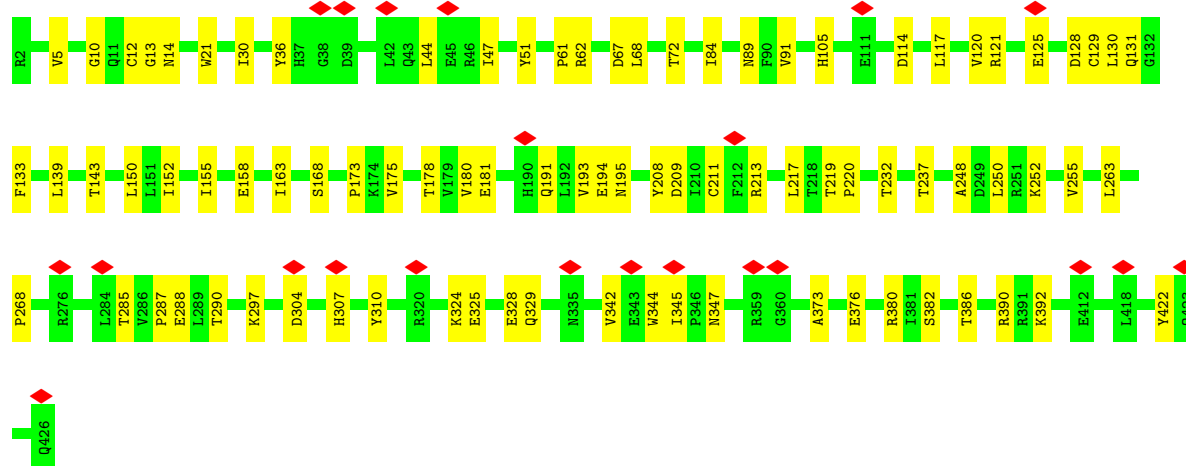 R2 V5 G10 Q11 C12 G13 N14 W21 I30 Y36 H37 G38 D39 L42 Q43 L44 E45 R46 I47 Y51 P61 R62 D67 L68 T72 I84 N89 F90 V91 H105 E111 D114 L117 V120 R121 E125 D128 C129 L130 Q131 G132
F133 L139 T143 L150 L151 I152 I155 E158 I163 S168 P173 K174 V175 T178 V179 V180 E181 H190 Q191 L192 V193 E194 N195 Y208 D209 I210 C211 F212 R213 L217 T218 T219 P220 T232 T237 A248 D249 L250 R251 K252 V255 L263
P268 R276 L284 T285 V286 P287 E288 L289 T290 K297 D304 H307 Y310 R320 K324 E325 E328 Q329 N335 V342 E343 W344 I345 P346 N347 R359 G360 A373 E376 R380 I381 S382 T386 R390 R391 K392 E412 L418 Y422
Q426